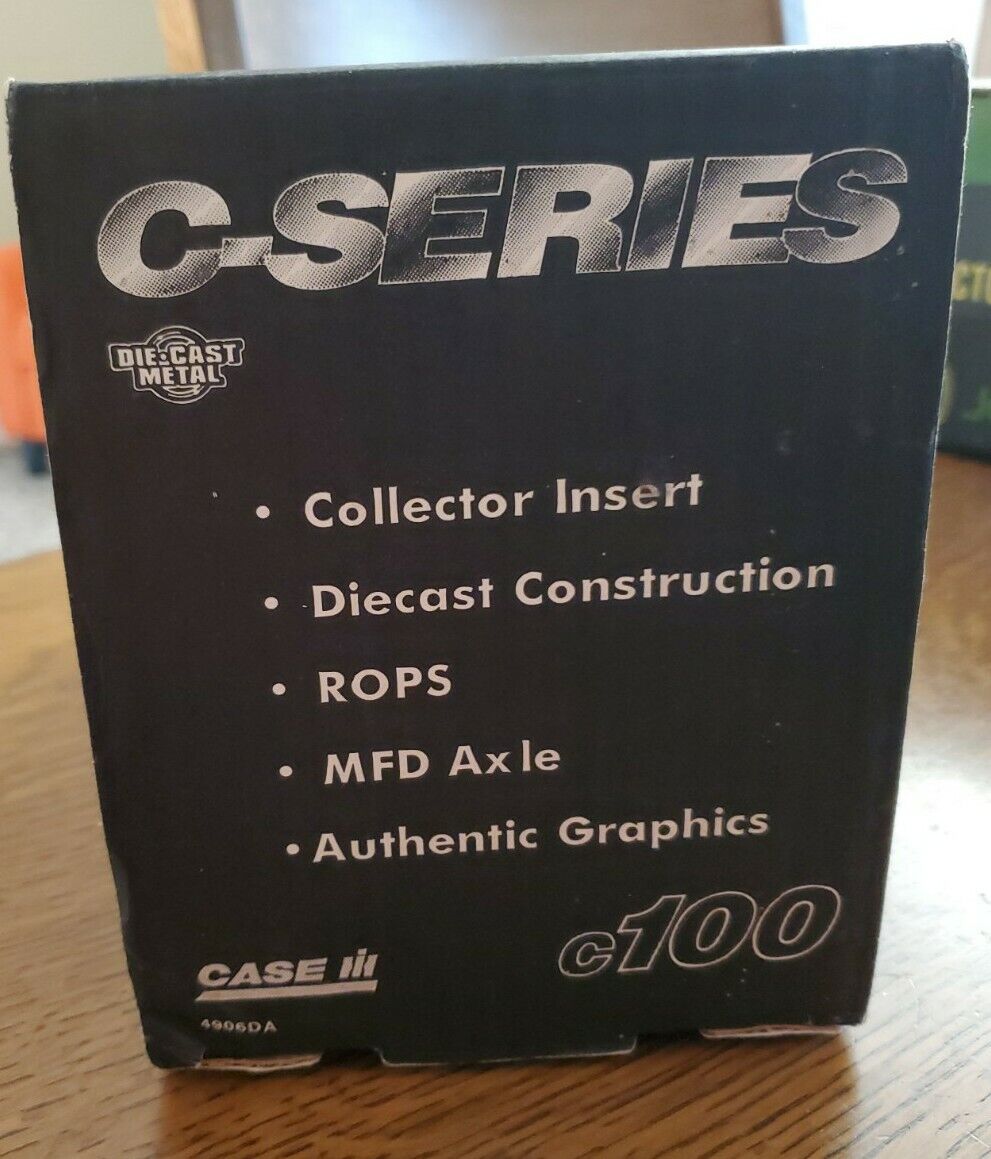 C-SERIES
DIE-CAST
METAL
• Collector Insert
• Diecast Construction
• ROPS
• MFD Axle
• Authentic Graphics
c100
CASE IH
4906DA